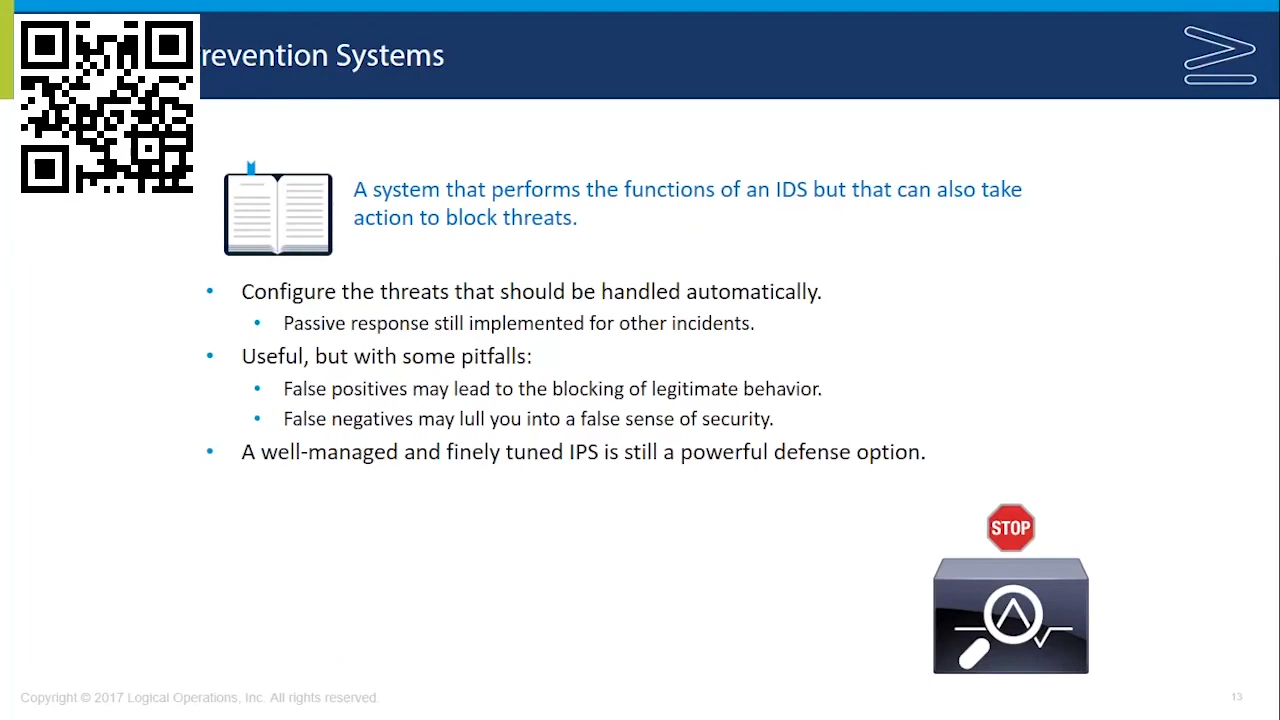 revention Systems
A system that performs the functions of an IDS but that can also take
action to block threats.
• Configure the threats that should be handled automatically.
• Passive response still implemented for other incidents.
• Useful, but with some pitfalls:
• False positives may lead to the blocking of legitimate behavior.
• False negatives may lull you into a false sense of security.
• A well-managed and finely tuned IPS is still a powerful defense option.
STOP
Copyright © 2017 Logical Operations, Inc. All rights reserved.
13